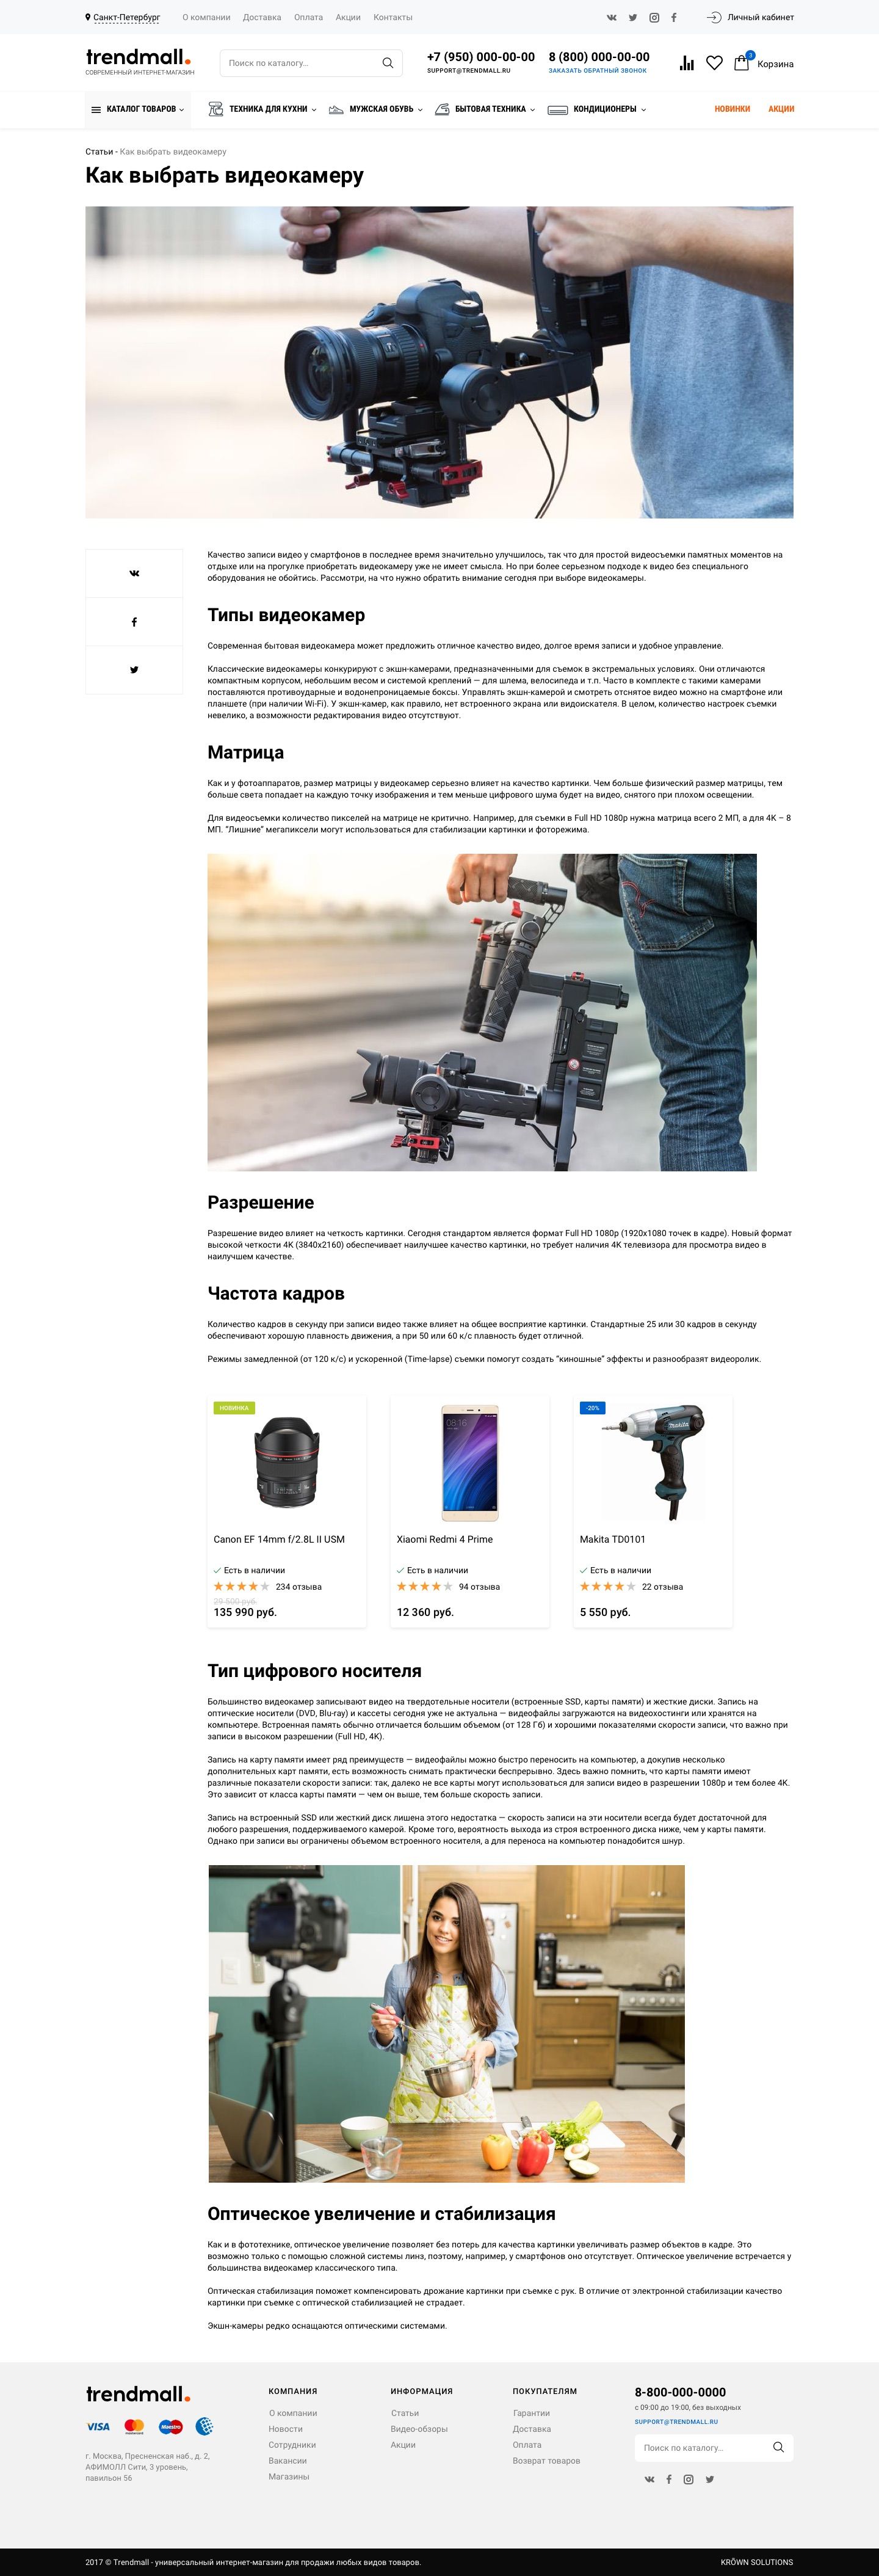 Санкт-Петербург О компании Доставка Оплата Акции Контакты Личный кабинет
trendmall.
СОВРЕМЕННЫЙ ИНТЕРНЕТ-МАГАЗИН
Поиск по каталогу...
+7 (950) 000-00-00
SUPPORT@TRENDMALL.RU
8 (800) 000-00-00
ЗАКАЗАТЬ ОБРАТНЫЙ ЗВОНОК
3
Корзина
КАТАЛОГ ТОВАРОВ ТЕХНИКА ДЛЯ КУХНИ МУЖСКАЯ ОБУВЬ БЫТОВАЯ ТЕХНИКА КОНДИЦИОНЕРЫ НОВИНКИ АКЦИИ
Статьи - Как выбрать видеокамеру
Как выбрать видеокамеру
Качество записи видео у смартфонов в последнее время значительно улучшилось, так что для простой видеосъемки памятных моментов на
отдыхе или на прогулке приобретать видеокамеру уже не имеет смысла. Но при более серьезном подходе к видео без специального
оборудования не обойтись. Рассмотри, на что нужно обратить внимание сегодня при выборе видеокамеры.
Типы видеокамер
Современная бытовая видеокамера может предложить отличное качество видео, долгое время записи и удобное управление.
Классические видеокамеры конкурируют с экшн-камерами, предназначенными для съемок в экстремальных условиях. Они отличаются
компактным корпусом, небольшим весом и системой креплений — для шлема, велосипеда и т.п. Часто в комплекте с такими камерами
поставляются противоударные и водонепроницаемые боксы. Управлять экшн-камерой и смотреть отснятое видео можно на смартфоне или
планшете (при наличии Wi-Fi). У экшн-камер, как правило, нет встроенного экрана или видоискателя. В целом, количество настроек съемки
невелико, а возможности редактирования видео отсутствуют.
Матрица
Как и у фотоаппаратов, размер матрицы у видеокамер серьезно влияет на качество картинки. Чем больше физический размер матрицы, тем
больше света попадает на каждую точку изображения и тем меньше цифрового шума будет на видео, снятого при плохом освещении.
Для видеосъемки количество пикселей на матрице не критично. Например, для съемки в Full HD 1080p нужна матрица всего 2 МП, а для 4K – 8
МП. “Лишние” мегапиксели могут использоваться для стабилизации картинки и фоторежима.
Разрешение
Разрешение видео влияет на четкость картинки. Сегодня стандартом является формат Full HD 1080p (1920x1080 точек в кадре). Новый формат
высокой четкости 4K (3840x2160) обеспечивает наилучшее качество картинки, но требует наличия 4K телевизора для просмотра видео в
наилучшем качестве.
Частота кадров
Количество кадров в секунду при записи видео также влияет на общее восприятие картинки. Стандартные 25 или 30 кадров в секунду
обеспечивают хорошую плавность движения, а при 50 или 60 к/с плавность будет отличной.
Режимы замедленной (от 120 к/с) и ускоренной (Time-lapse) съемки помогут создать “киношные” эффекты и разнообразят видеоролик.
НОВИНКА
Canon EF 14mm f/2.8L II USM
Есть в наличии
234 отзыва
29 500 руб.
135 990 руб.
08:16
Xiaomi Redmi 4 Prime
Есть в наличии
94 отзыва
12 360 руб.
-20%
Makita
Makita TD0101
Есть в наличии
22 отзыва
5 550 руб.
Тип цифрового носителя
Большинство видеокамер записывают видео на твердотельные носители (встроенные SSD, карты памяти) и жесткие диски. Запись на
оптические носители (DVD, Blu-ray) и кассеты сегодня уже не актуальна — видеофайлы загружаются на видеохостинги или хранятся на
компьютере. Встроенная память обычно отличается большим объемом (от 128 Гб) и хорошими показателями скорости записи, что важно при
записи в высоком разрешении (Full HD, 4K).
Запись на карту памяти имеет ряд преимуществ — видеофайлы можно быстро переносить на компьютер, а докупив несколько
дополнительных карт памяти, есть возможность снимать практически беспрерывно. Здесь важно помнить, что карты памяти имеют
различные показатели скорости записи: так, далеко не все карты могут использоваться для записи видео в разрешении 1080p и тем более 4K.
Это зависит от класса карты памяти — чем он выше, тем больше скорость записи.
Запись на встроенный SSD или жесткий диск лишена этого недостатка — скорость записи на эти носители всегда будет достаточной для
любого разрешения, поддерживаемого камерой. Кроме того, вероятность выхода из строя встроенного диска ниже, чем у карты памяти.
Однако при записи вы ограничены объемом встроенного носителя, а для переноса на компьютер понадобится шнур.
Оптическое увеличение и стабилизация
Как и в фототехнике, оптическое увеличение позволяет без потерь для качества картинки увеличивать размер объектов в кадре. Это
возможно только с помощью сложной системы линз, поэтому, например, у смартфонов оно отсутствует. Оптическое увеличение встречается у
большинства видеокамер классического типа.
Оптическая стабилизация поможет компенсировать дрожание картинки при съемке с рук. В отличие от электронной стабилизации качество
картинки при съемке с оптической стабилизацией не страдает.
Экшн-камеры редко оснащаются оптическими системами.
trendmall.
VISA mastercard Maestro
г. Москва, Пресненская наб., д. 2,
АФИМОЛЛ Сити, 3 уровень,
павильон 56
КОМПАНИЯ
О компании
Новости
Сотрудники
Вакансии
Магазины
ИНФОРМАЦИЯ
Статьи
Видео-обзоры
Акции
ПОКУПАТЕЛЯМ
Гарантии
Доставка
Оплата
Возврат товаров
8-800-000-0000
с 09:00 до 19:00, без выходных
SUPPORT@TRENDMALL.RU
Поиск по каталогу...
2017 © Trendmall - универсальный интернет-магазин для продажи любых видов товаров. KRŌWN SOLUTIONS